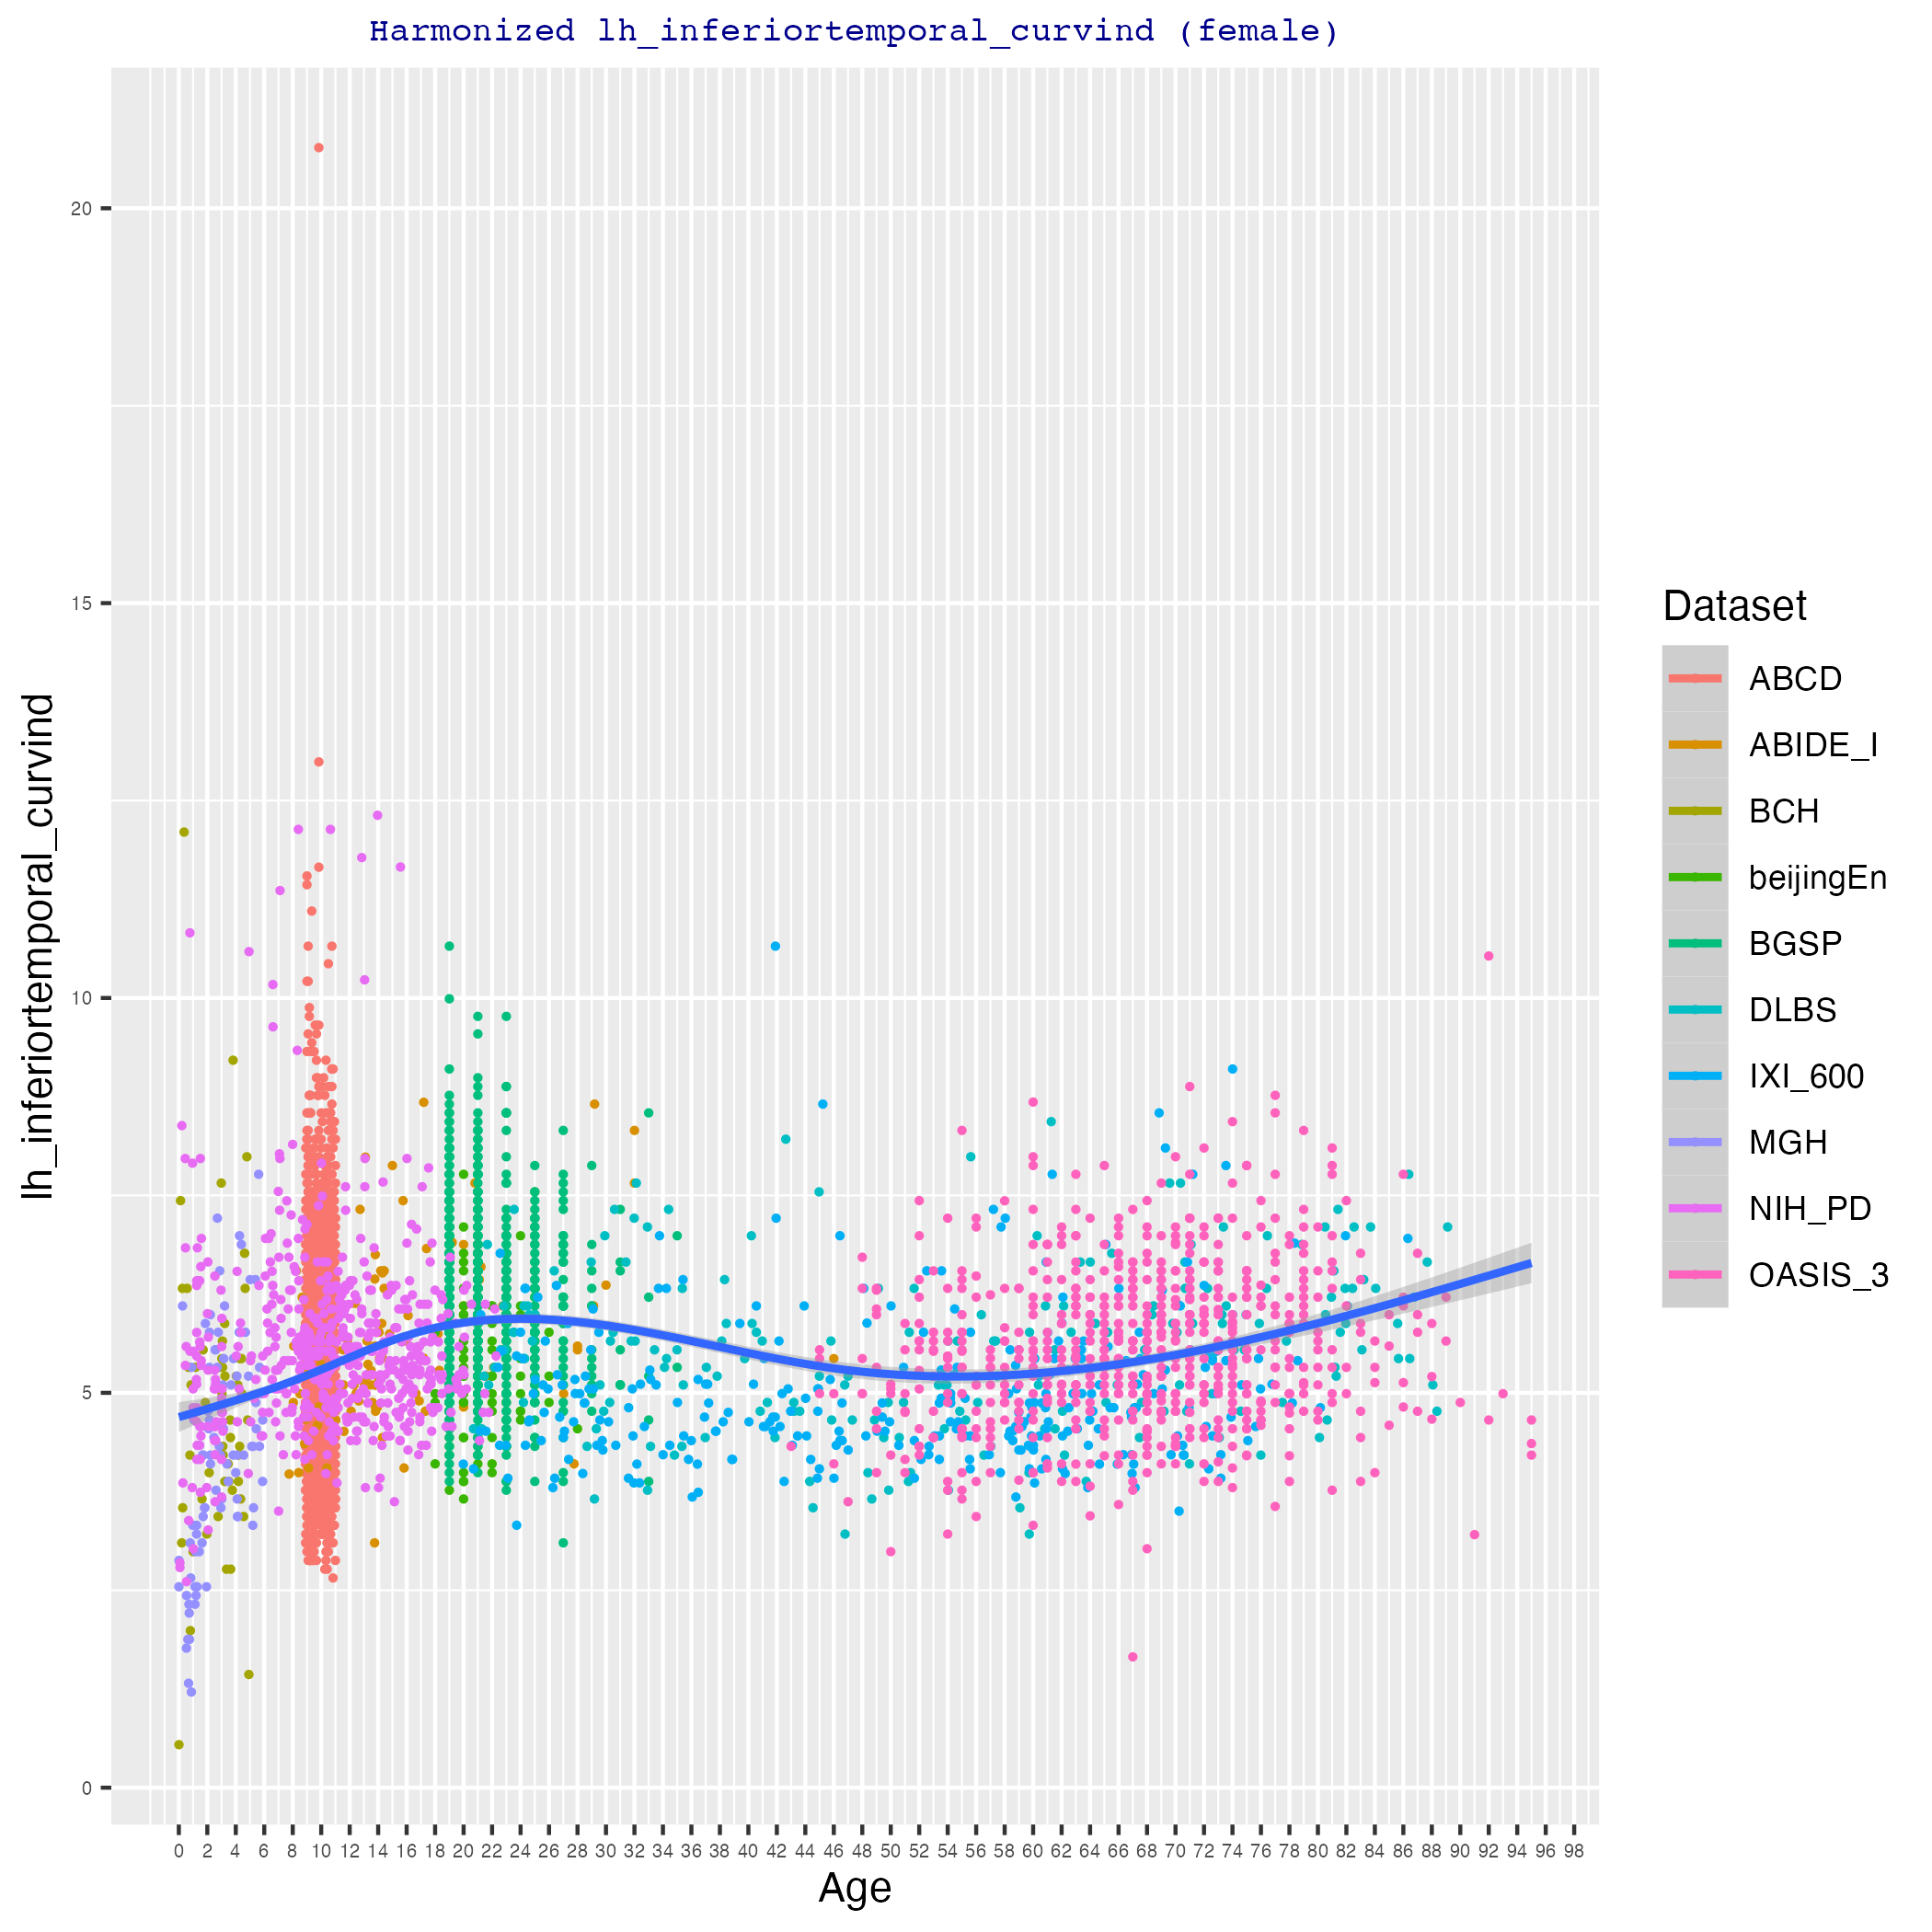 Harmonized lh_inferiortemporal_curvind (female)
lh_inferiortemporal_curvind
20
15
10
5
0
0 2 4 6 8 10 12 14 16 18 20 22 24 26 28 30 32 34 36 38 40 42 44 46 48 50 52 54 56 58 60 62 64 66 68 70 72 74 76 78 80 82 84 86 88 90 92 94 96 98
Age
Dataset
ABCD
ABIDE_I
BCH
beijingEn
BGSP
DLBS
IXI_600
MGH
NIH_PD
OASIS_3